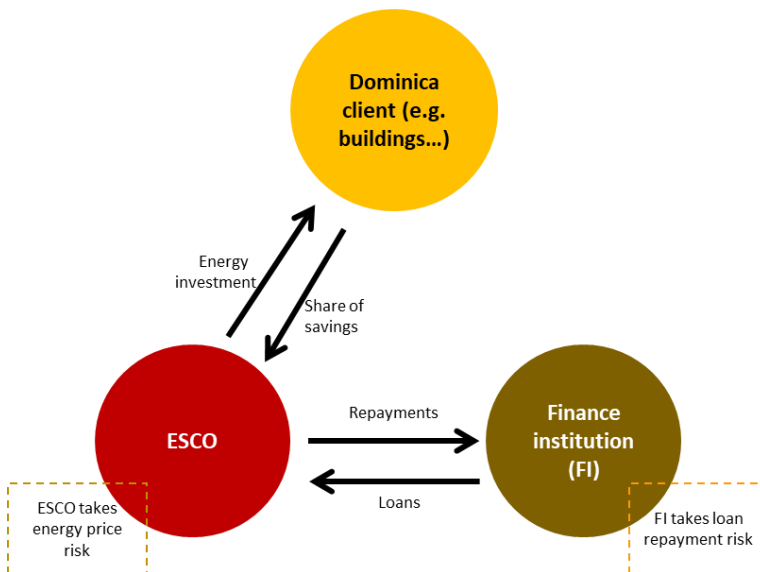 Dominica
client (e.g.
buildings…)
Energy
investment
Share of
savings
ESCO
Repayments
Loans
Finance
institution
(FI)
ESCO takes
energy price
risk
FI takes loan
repayment risk